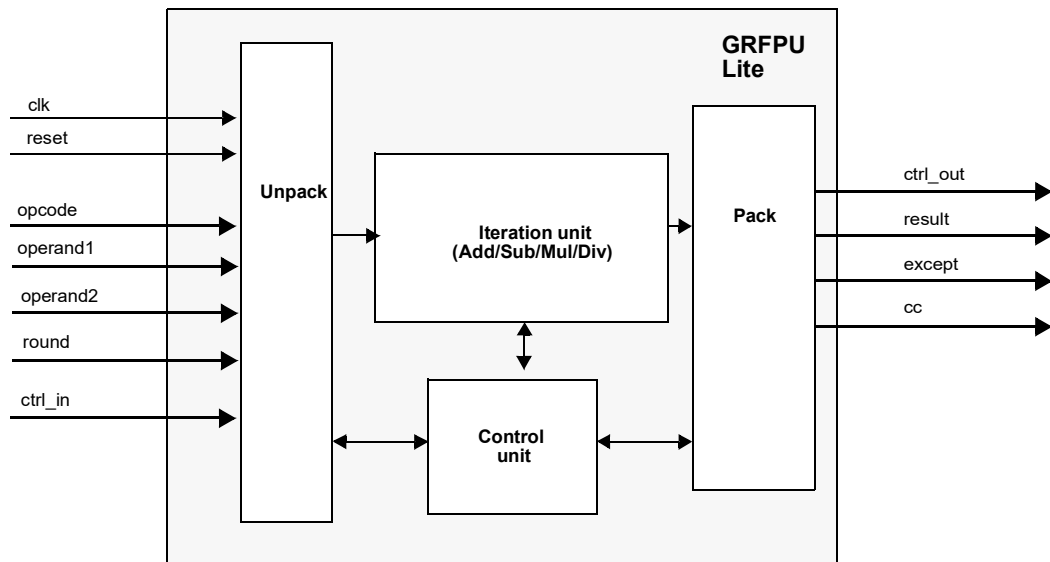 GRFPU
Lite
clk
reset
opcode
operand1
operand2
round
ctrl_in
Unpack
Iteration unit
(Add/Sub/Mul/Div)
Control
unit
Pack
ctrl_out
result
except
cc